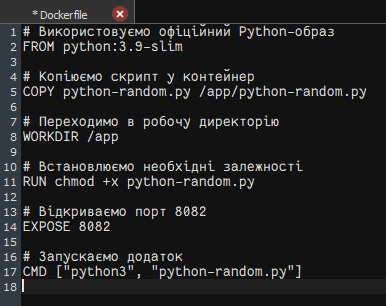 *Dockerfile
1 # Використовуємо офіційний Python-образ
2 FROM python:3.9-slim
3
4 # Копіюємо скрипт у контейнер
5 COPY python-random.py /app/python-random.py
6
7 # Переходимо в робочу директорію
8 WORKDIR /app
9
10 # Встановлюємо необхідні залежності
11 RUN chmod +x python-random.py
12
13 # Відкриваємо порт 8082
14 EXPOSE 8082
15
16 # Запускаємо додаток
17 CMD ["python3", "python-random.py"]
18